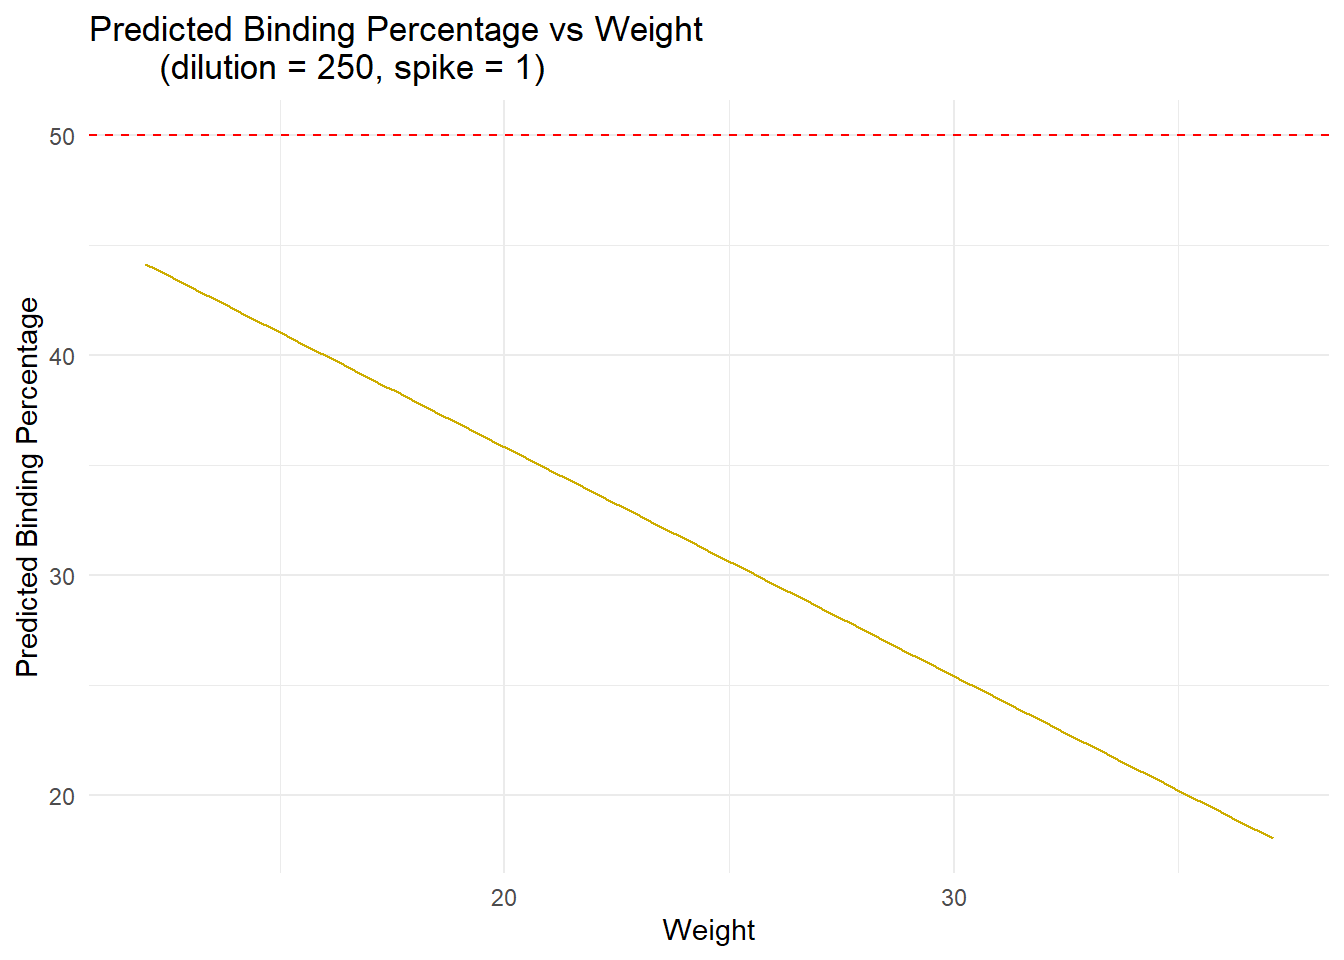 Predicted Binding Percentage vs Weight
(dilution = 250, spike = 1)
50
40
30
20
Predicted Binding Percentage
20 30
Weight